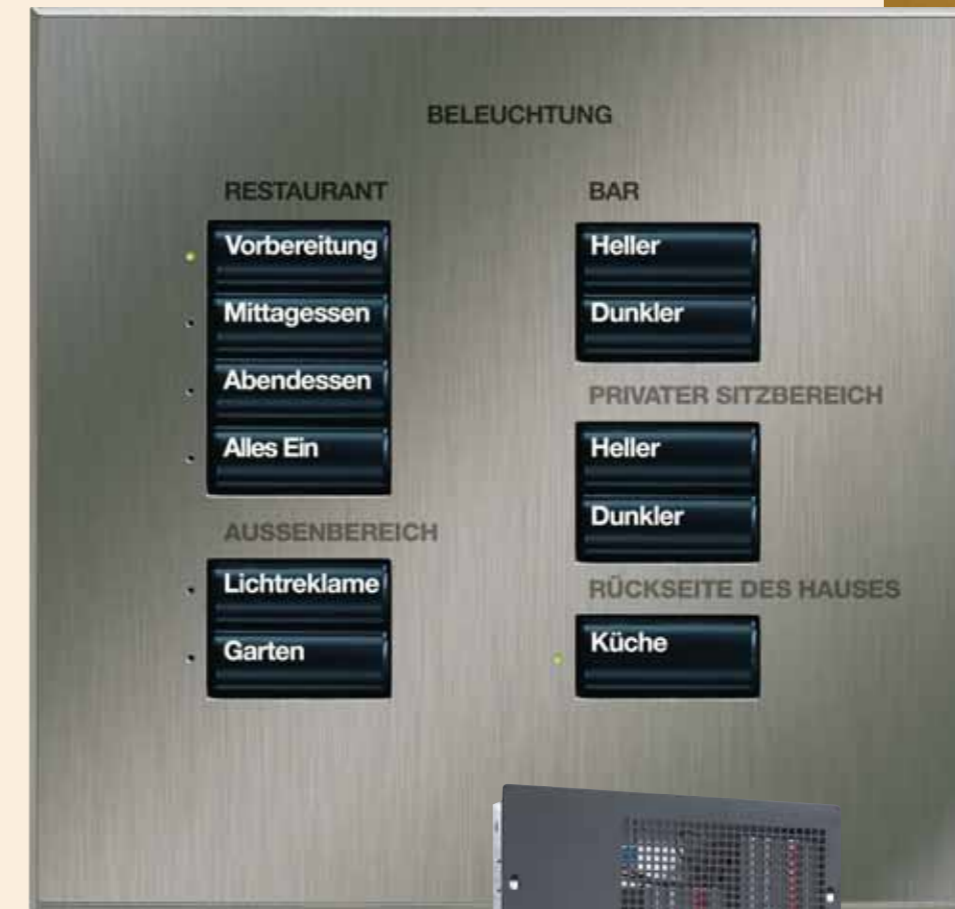 BELEUCHTUNG
RESTAURANT
Vorbereitung
Mittagessen
Abendessen
Alles Ein
AUSSENBEREICH
Lichtreklame
Garten
BAR
Heller
Dunkler
PRIVATER SITZBEREICH
Heller
Dunkler
RÜCKSEITE DES HAUSES
Küche